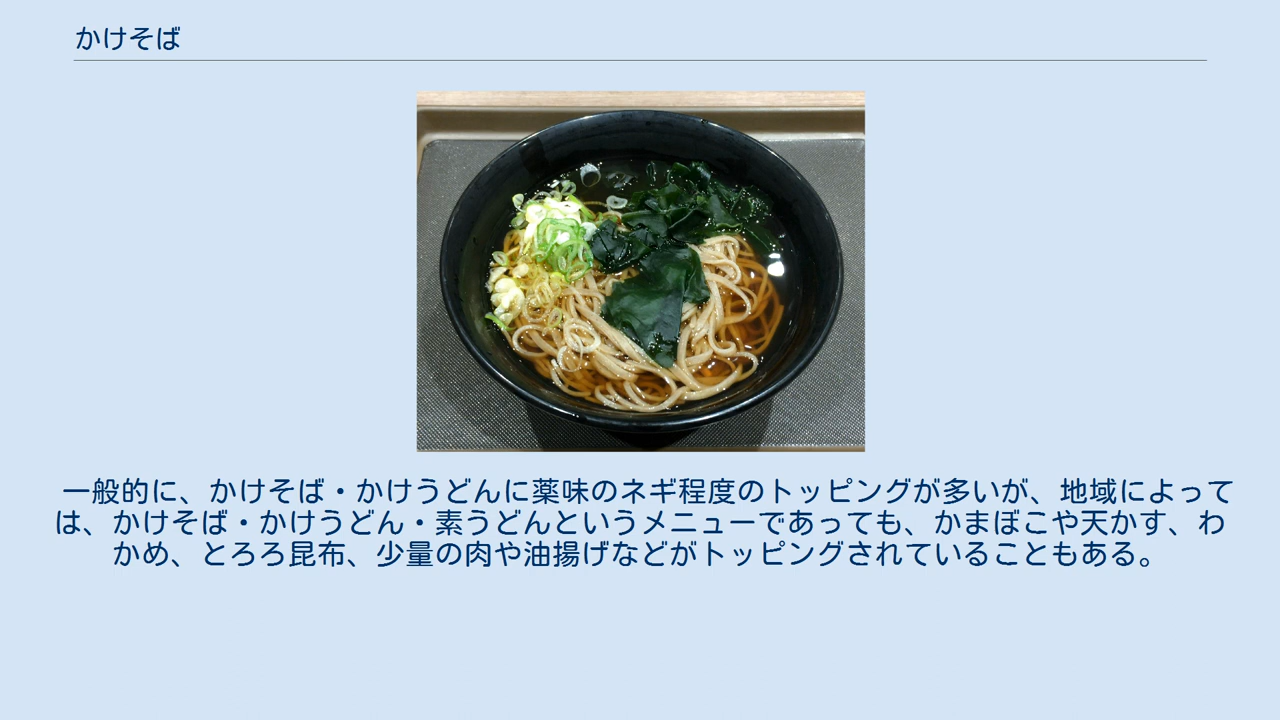 かけそば
一般的に、かけそば・かけうどんに薬味のネギ程度のトッピングが多いが、地域によって
は、かけそば・かけうどん・素うどんというメニューであっても、かまぼこや天かす、わ
かめ、とろろ昆布、少量の肉や油揚げなどがトッピングされていることもある。